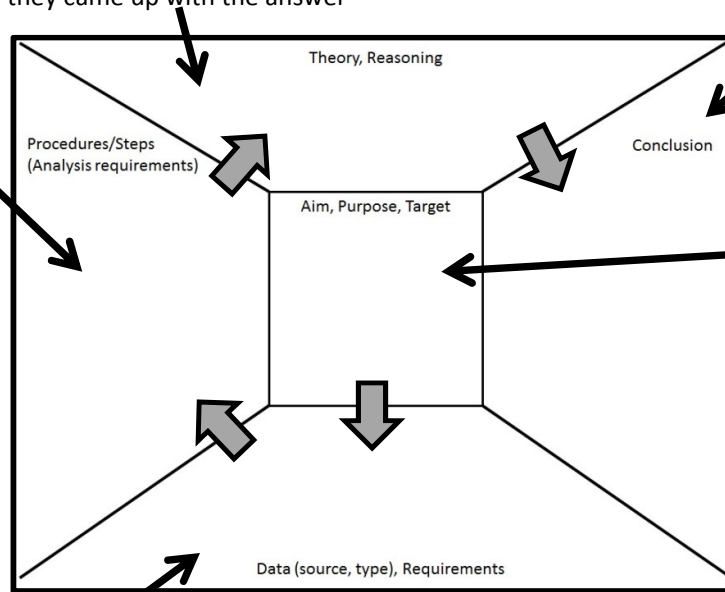 they came up with the answer
Theory, Reasoning
Procedures/Steps
(Analysis requirements)
Conclusion
Aim, Purpose, Target
Data (source, type), Requirements